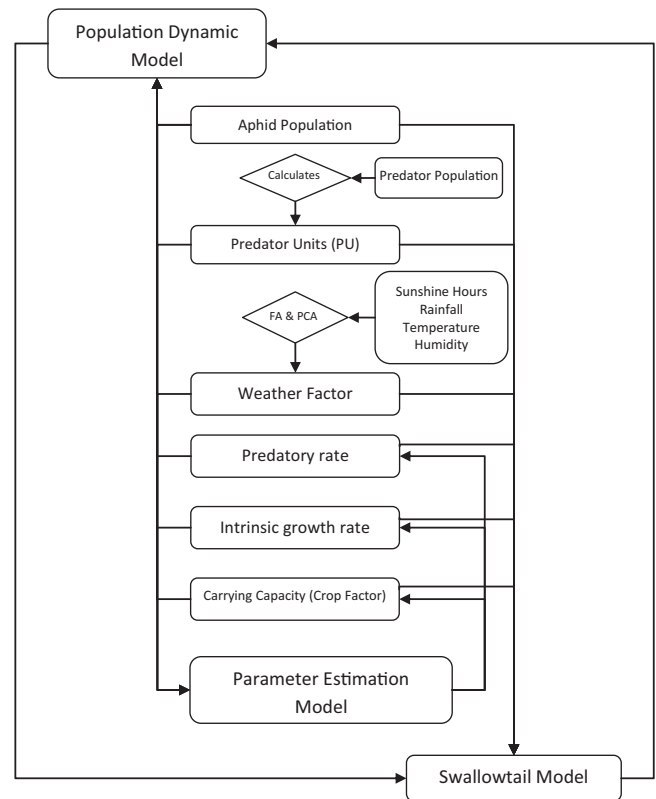 Population Dynamic
Model
Aphid Population
Calculates
Predator Population
Predator Units (PU)
FA & PCA
Sunshine Hours
Rainfall
Temperature
Humidity
Weather Factor
Predatory rate
Intrinsic growth rate
Carrying Capacity (Crop Factor)
Parameter Estimation
Model
Swallowtail Model